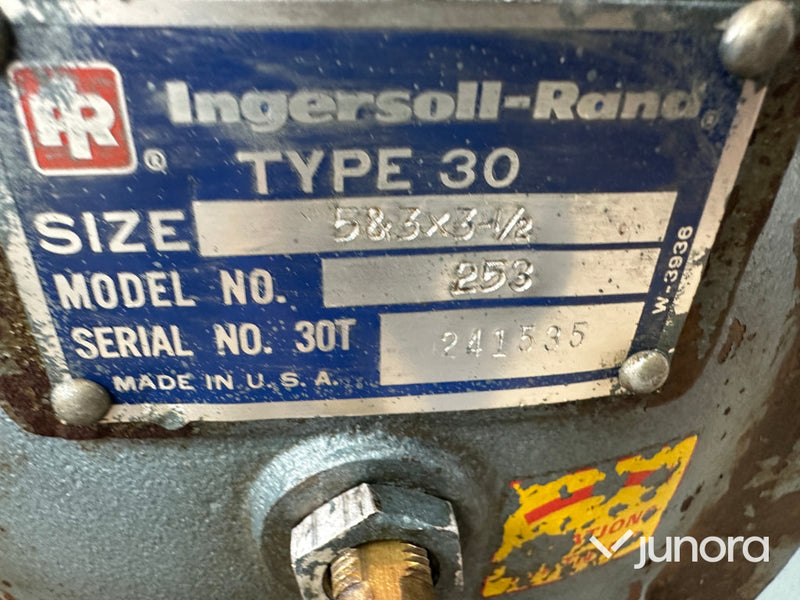 IR Ingersoll-Rand®
®
TYPE 30
SIZE 5&3X3-1/2
MODEL NO. 253
SERIAL NO. 30T 241535
MADE IN U.S.A.
W-3936
junora